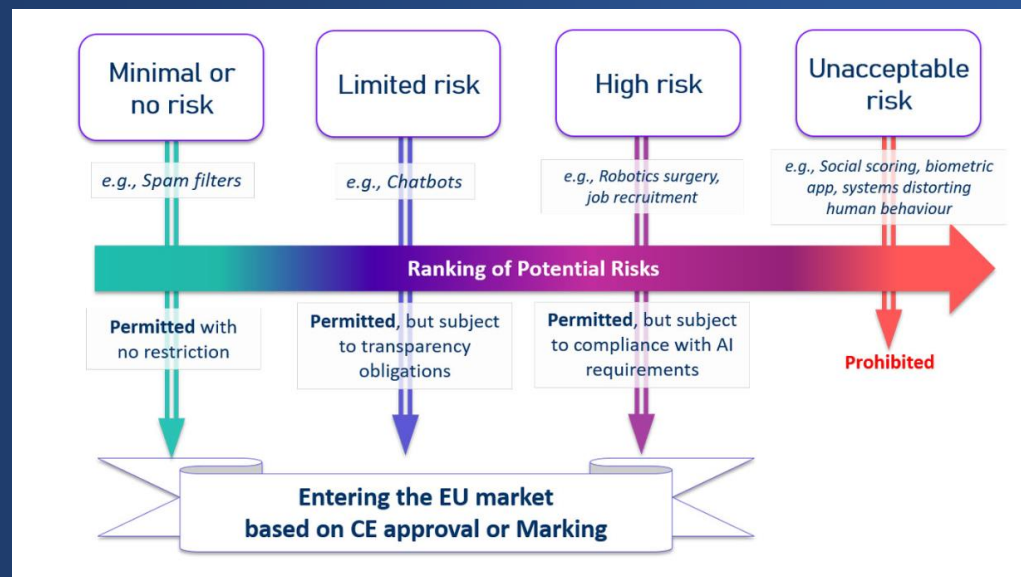 Minimal or
no risk
Limited risk
High risk
Unacceptable
risk
e.g., Spam filters
e.g., Chatbots
e.g., Robotics surgery,
job recruitment
e.g., Social scoring, biometric
app, systems distorting
human behaviour
Ranking of Potential Risks
Permitted with
no restriction
Permitted, but subject
to transparency
obligations
Permitted, but subject
to compliance with AI
requirements
Prohibited
Entering the EU market
based on CE approval or Marking